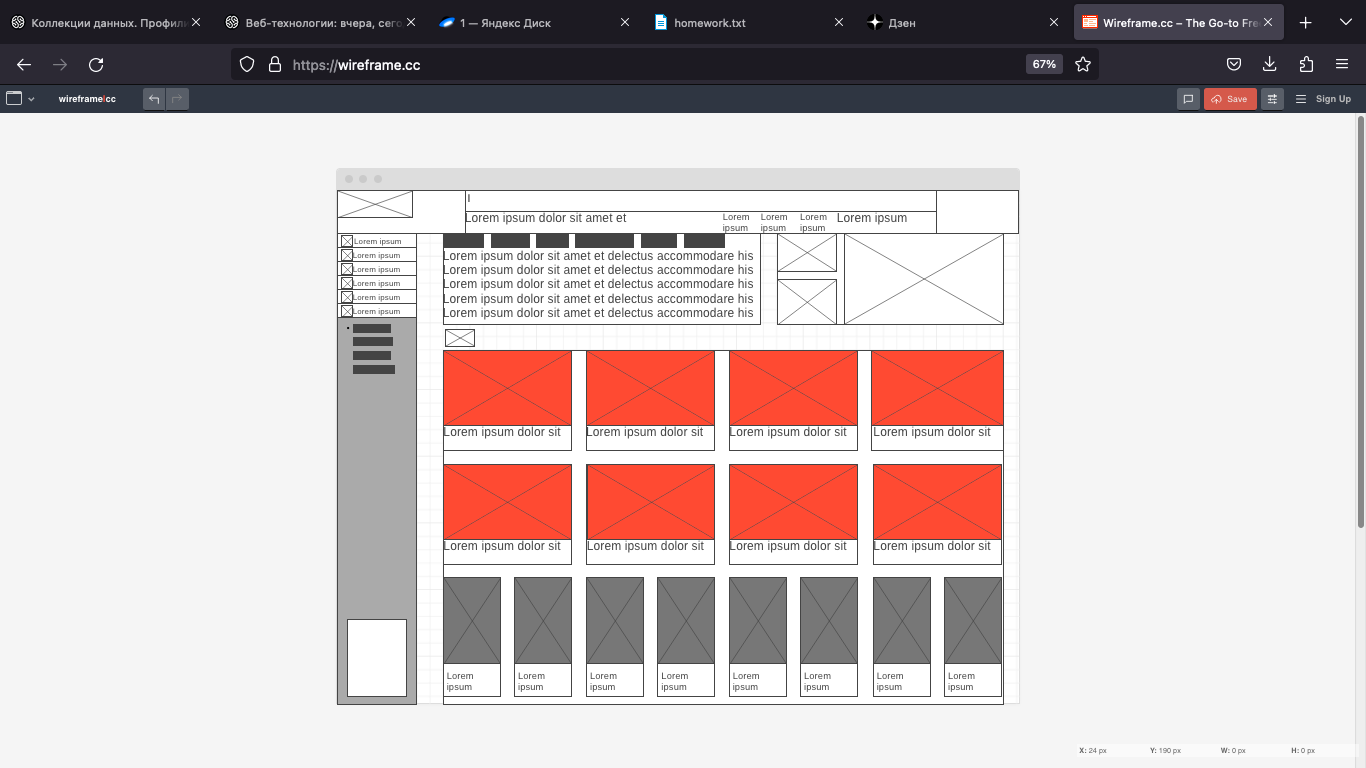 Коллекции данных. Профили
Веб-технологии: вчера, сего
1 — Яндекс Диск
homework.txt
Дзен
Wireframe.cc – The Go-to Fre
https://wireframe.cc
67%
wireframe!cc
Save
Sign Up
Lorem ipsum dolor sit amet et
Lorem ipsum
Lorem ipsum
Lorem ipsum
Lorem ipsum
Lorem ipsum
Lorem ipsum
Lorem ipsum
Lorem ipsum
Lorem ipsum
Lorem ipsum
Lorem ipsum dolor sit amet et delectus accommodare his
Lorem ipsum dolor sit amet et delectus accommodare his
Lorem ipsum dolor sit amet et delectus accommodare his
Lorem ipsum dolor sit amet et delectus accommodare his
Lorem ipsum dolor sit amet et delectus accommodare his
Lorem ipsum dolor sit
Lorem ipsum dolor sit
Lorem ipsum dolor sit
Lorem ipsum dolor sit
Lorem ipsum dolor sit
Lorem ipsum dolor sit
Lorem ipsum dolor sit
Lorem ipsum dolor sit
Lorem
ipsum
Lorem
ipsum
Lorem
ipsum
Lorem
ipsum
Lorem
ipsum
Lorem
ipsum
Lorem
ipsum
Lorem
ipsum
X: 24 px
Y: 190 px
W: 0 px
H: 0 px